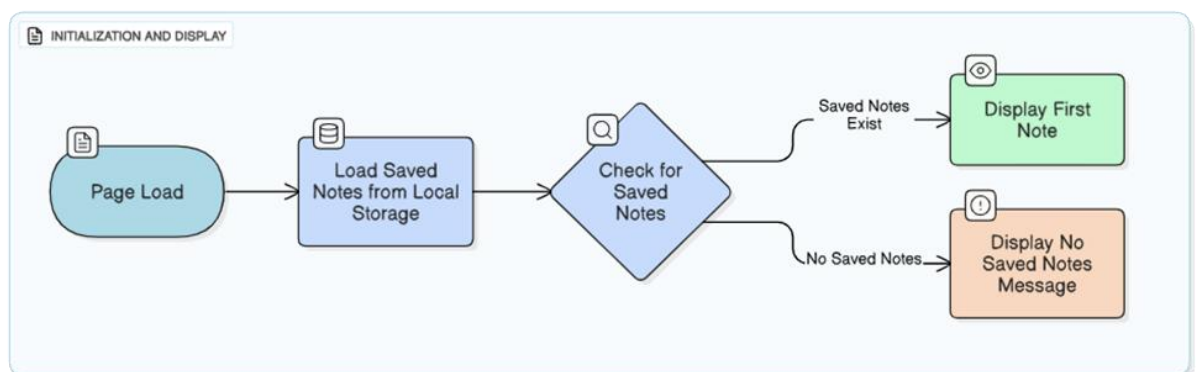 INITIALIZATION AND DISPLAY
Page Load
Load Saved
Notes from Local
Storage
Check for
Saved
Notes
Saved Notes
Exist
Display First
Note
No Saved Notes
Display No
Saved Notes
Message